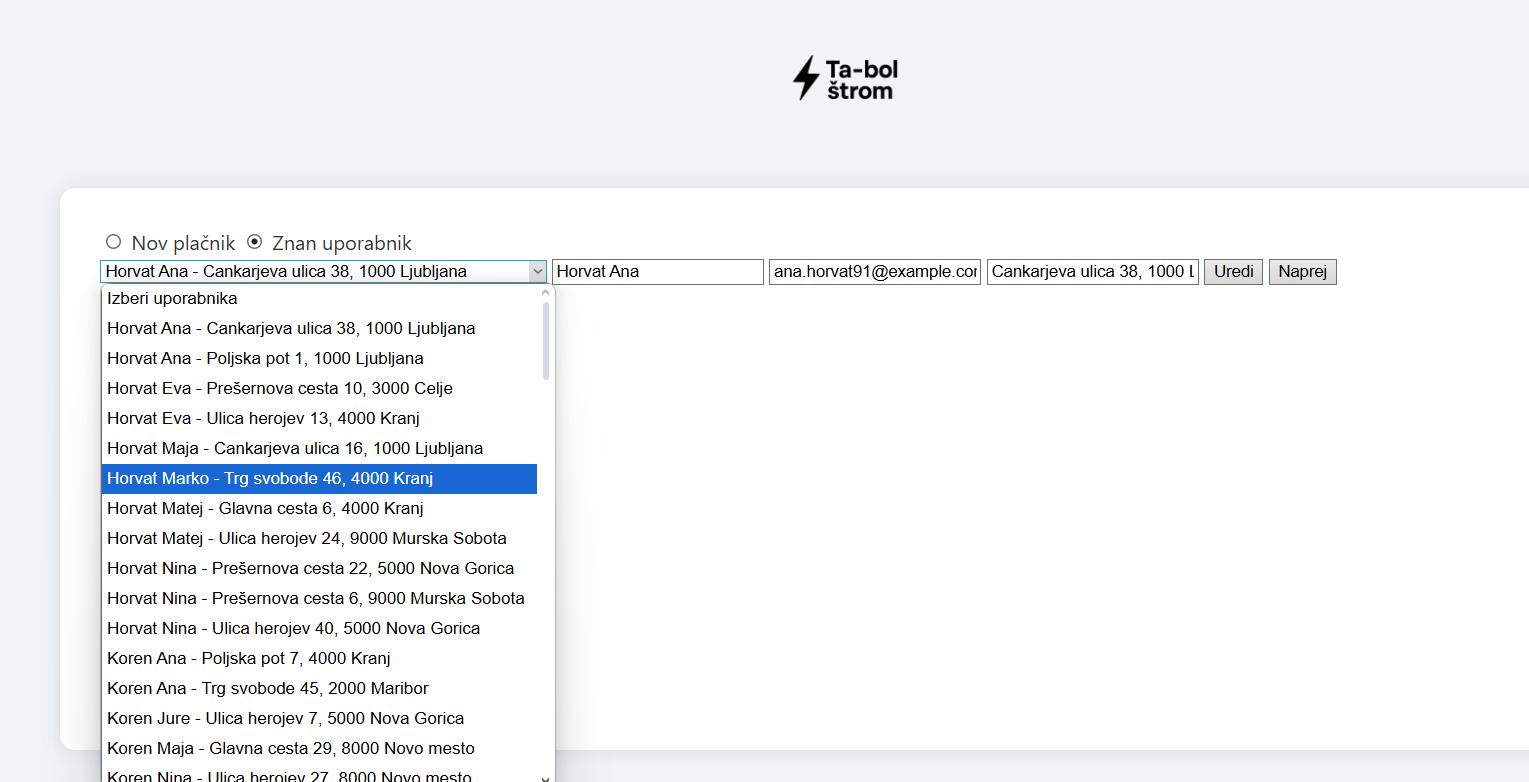 Ta-bol
štrom
Nov plačnik Znan uporabnik
Horvat Ana - Cankarjeva ulica 38, 1000 Ljubljana Horvat Ana ana.horvat91@example.com Cankarjeva ulica 38, 1000 L Uredi Naprej
Izberi uporabnika
Horvat Ana - Cankarjeva ulica 38, 1000 Ljubljana
Horvat Ana - Poljska pot 1, 1000 Ljubljana
Horvat Eva - Prešernova cesta 10, 3000 Celje
Horvat Eva - Ulica herojev 13, 4000 Kranj
Horvat Maja - Cankarjeva ulica 16, 1000 Ljubljana
Horvat Marko - Trg svobode 46, 4000 Kranj
Horvat Matej - Glavna cesta 6, 4000 Kranj
Horvat Matej - Ulica herojev 24, 9000 Murska Sobota
Horvat Nina - Prešernova cesta 22, 5000 Nova Gorica
Horvat Nina - Prešernova cesta 6, 9000 Murska Sobota
Horvat Nina - Ulica herojev 40, 5000 Nova Gorica
Koren Ana - Poljska pot 7, 4000 Kranj
Koren Ana - Trg svobode 45, 2000 Maribor
Koren Jure - Ulica herojev 7, 5000 Nova Gorica
Koren Maja - Glavna cesta 29, 8000 Novo mesto
Koren Nina - Ulica herojev 27, 8000 Novo mesto